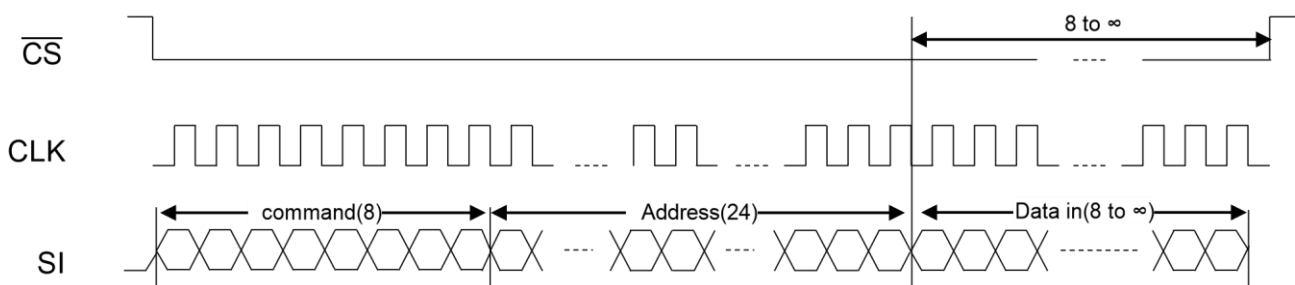 8 to ∞
CS
CLK
command(8) Address(24) Data in(8 to ∞)
SI